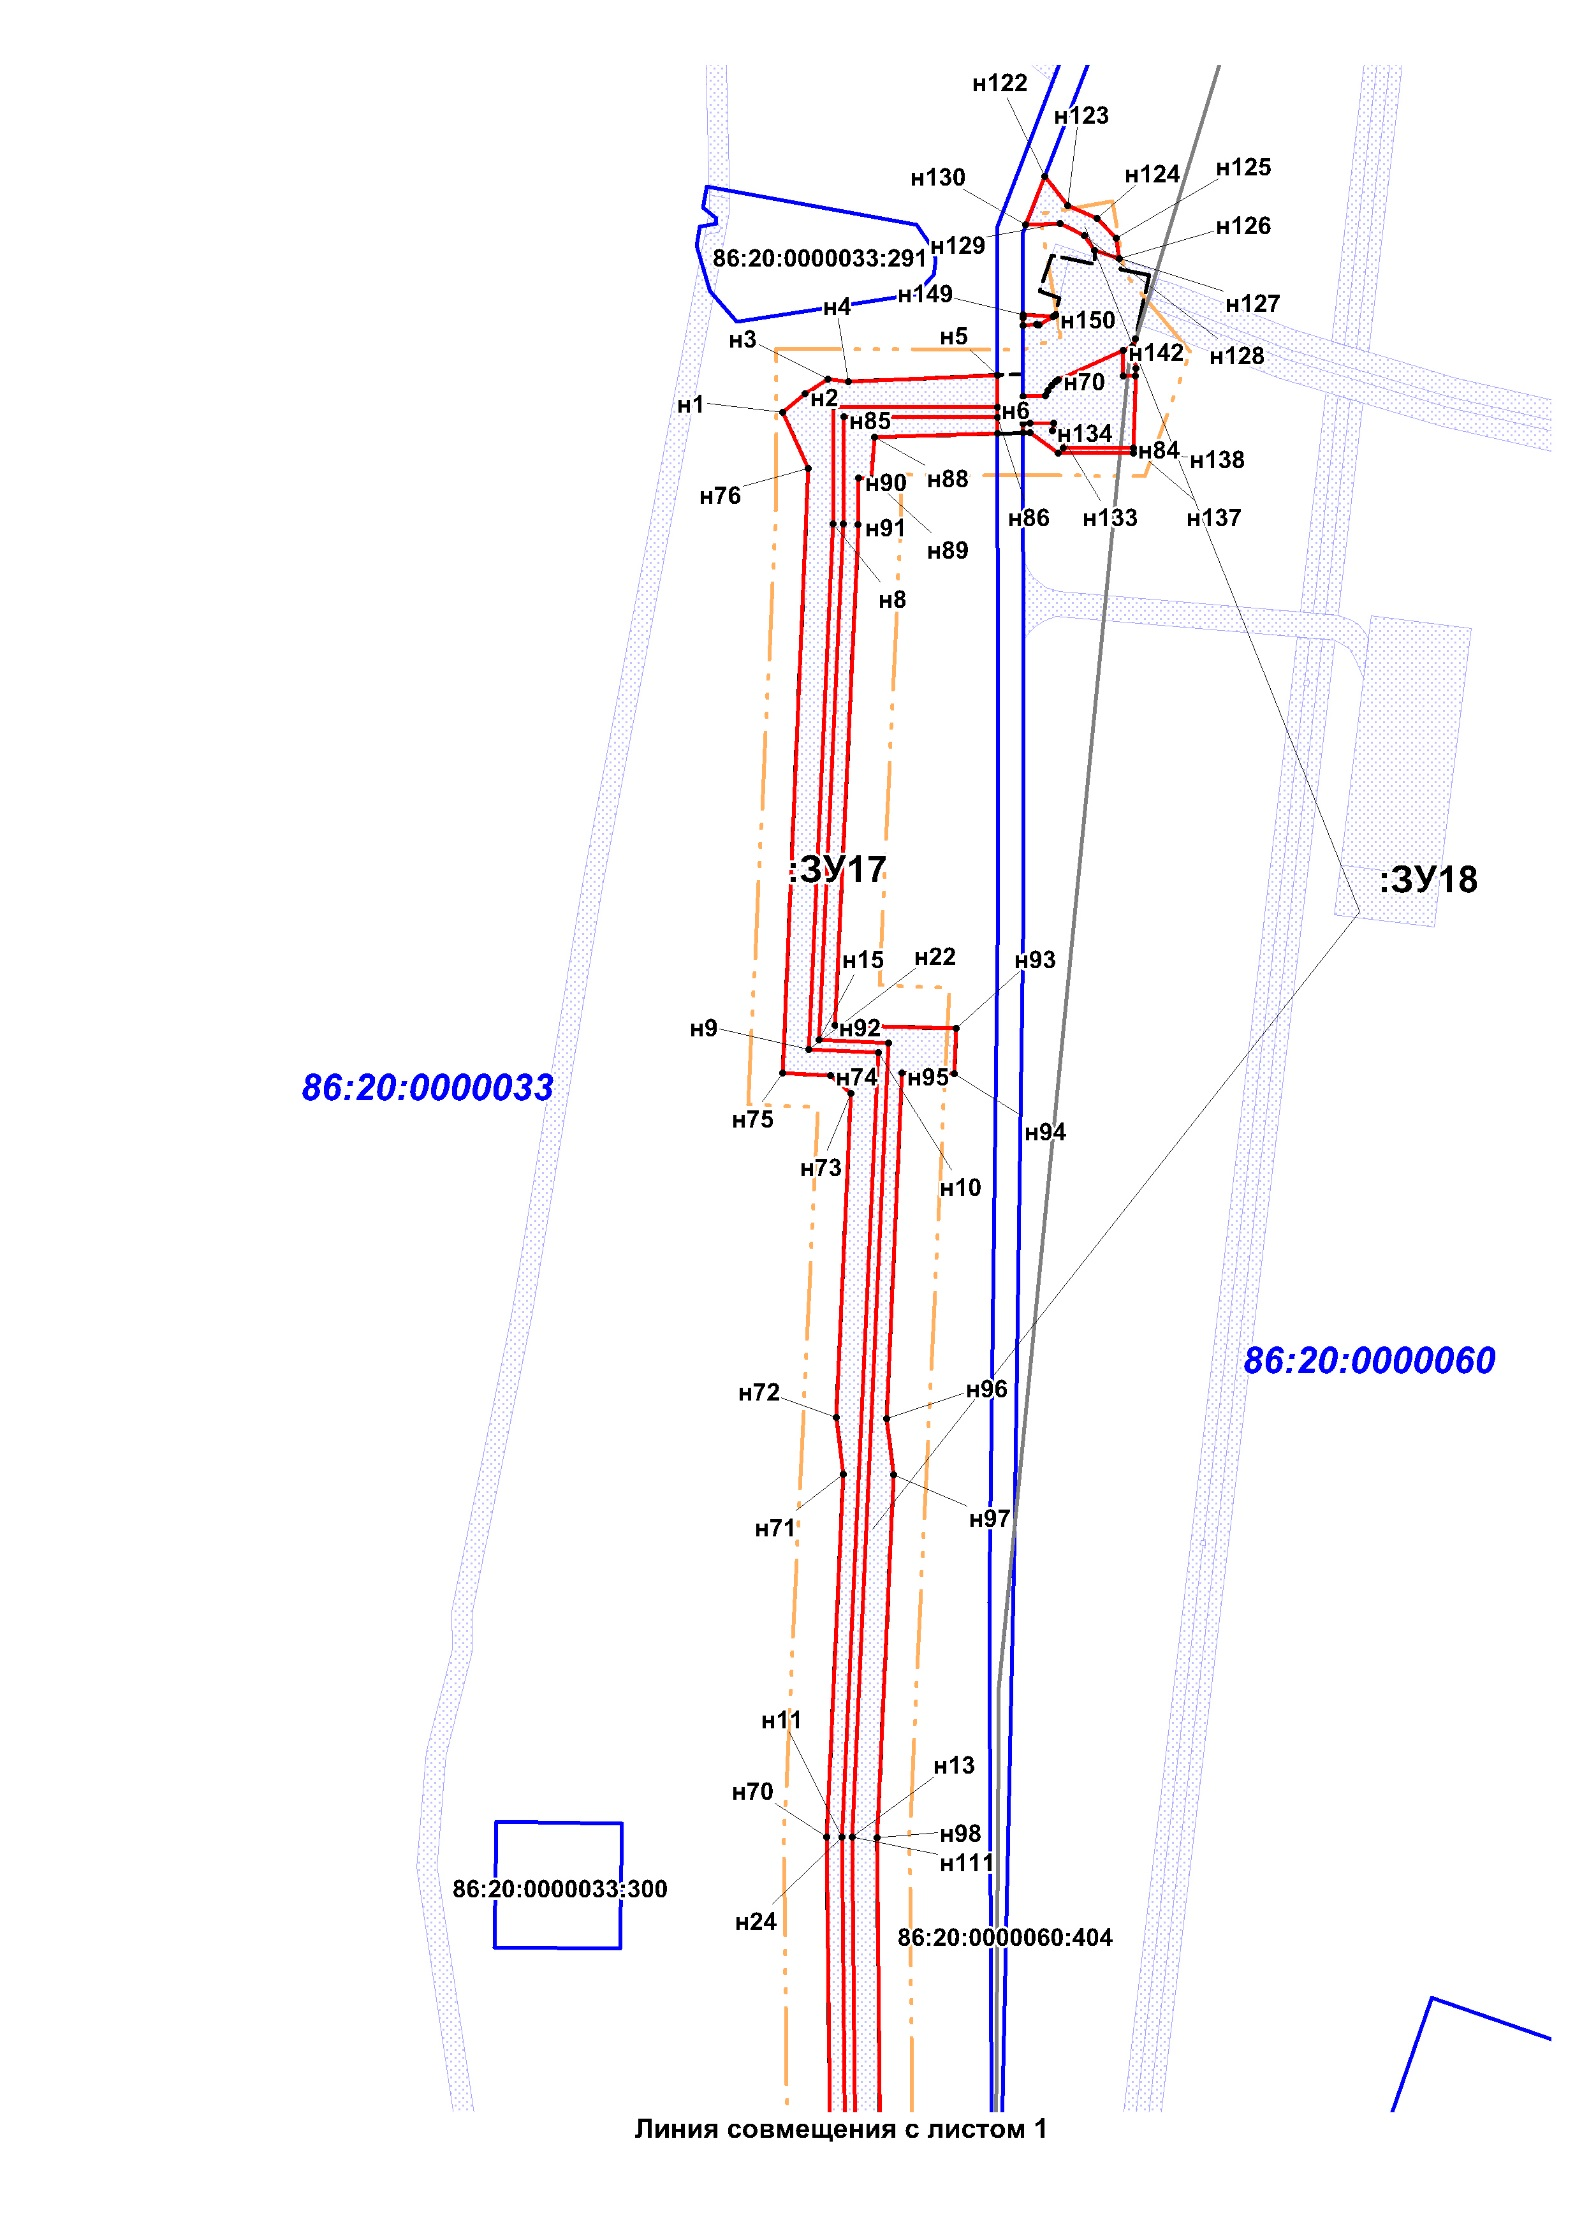 н122
н123
н130
н124
н125
н129
н126
86:20:0000033:291
н149
н127
н4
н150
н3
н5
н142
н128
н70
н2
н1
н6
н85
н134
н84
н138
н76
н90
н88
н91
н86
н133
н137
н89
н8
:ЗУ17
:ЗУ18
н15
н22
н93
н9
н92
н74
н95
86:20:0000033
н75
н94
н73
н10
86:20:0000060
н72
н96
н71
н97
н11
н13
н70
н98
н111
86:20:0000033:300
н24
86:20:0000060:404
Линия совмещения с листом 1